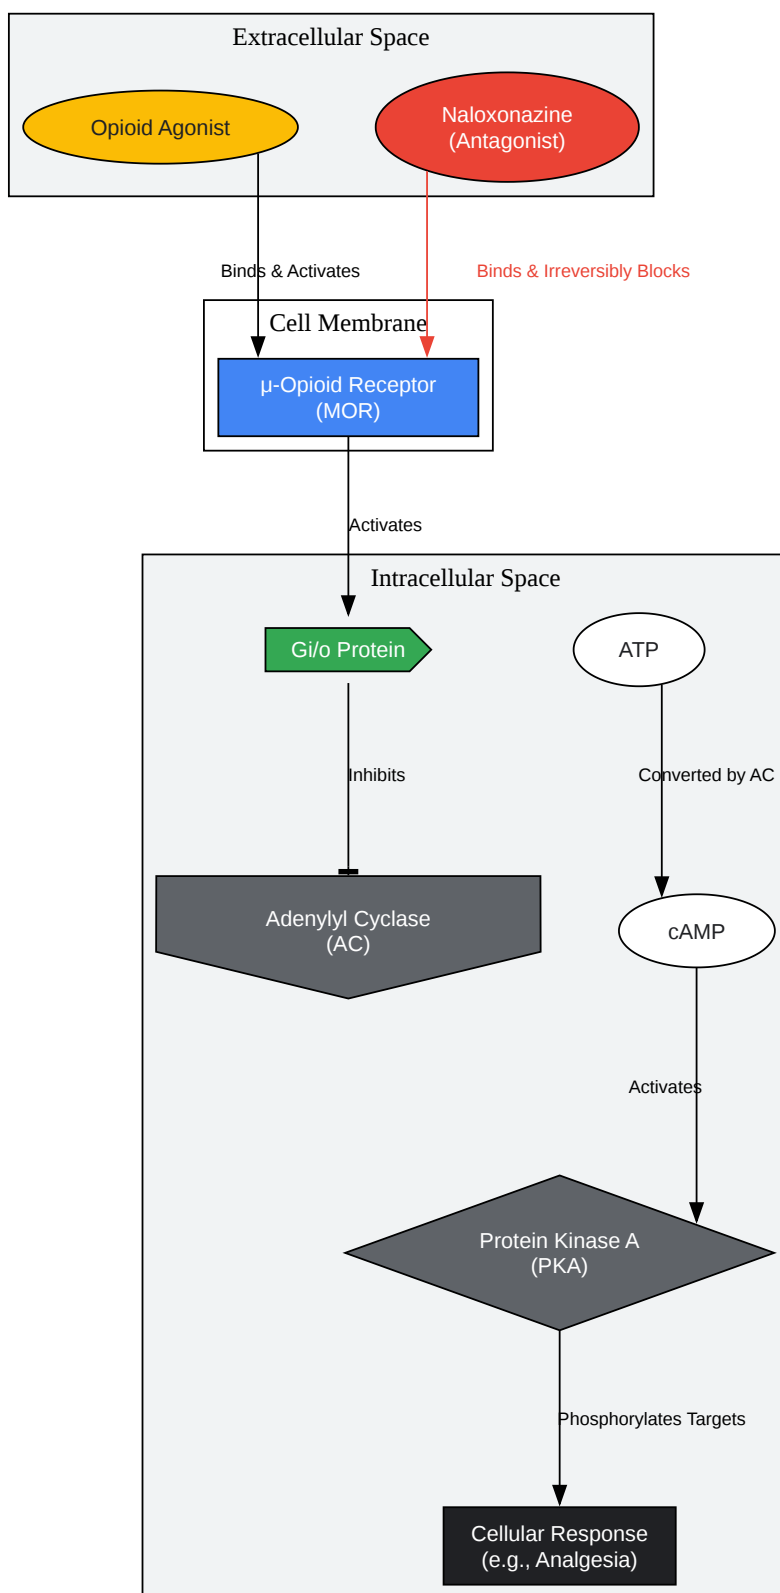 Extracellular Space
Opioid Agonist
Naloxonazine
(Antagonist)
Binds & Activates
Binds & Irreversibly Blocks
Cell Membrane
μ-Opioid Receptor
(MOR)
Activates
Intracellular Space
Gi/o Protein
ATP
Inhibits
Converted by AC
Adenylyl Cyclase
(AC)
cAMP
Activates
Protein Kinase A
(PKA)
Phosphorylates Targets
Cellular Response
(e.g., Analgesia)